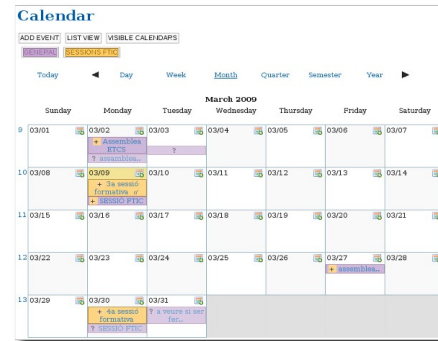 Calendar
ADD EVENT LIST VIEW VISIBLE CALENDARS
GENERAL SESSIONS FTIC
Today ◀ Day Week Month Quarter Semester Year ▶
March 2009
Sunday Monday Tuesday Wednesday Thursday Friday Saturday
9 03/01 03/02 03/03 03/04 03/05 03/06 03/07
+ Assemblea
ETCS
?
? assamblea...
10 03/08 03/09 03/10 03/11 03/12 03/13 03/14
+ 3a sessió
formativa
+ SESSIÓ FTIC
11 03/15 03/16 03/17 03/18 03/19 03/20 03/21
12 03/22 03/23 03/24 03/25 03/26 03/27 03/28
+ assemblea..
13 03/29 03/30 03/31
+ 4a sessió
formativa
? a veure si ser
fer...
? SESSIÓ FTIC